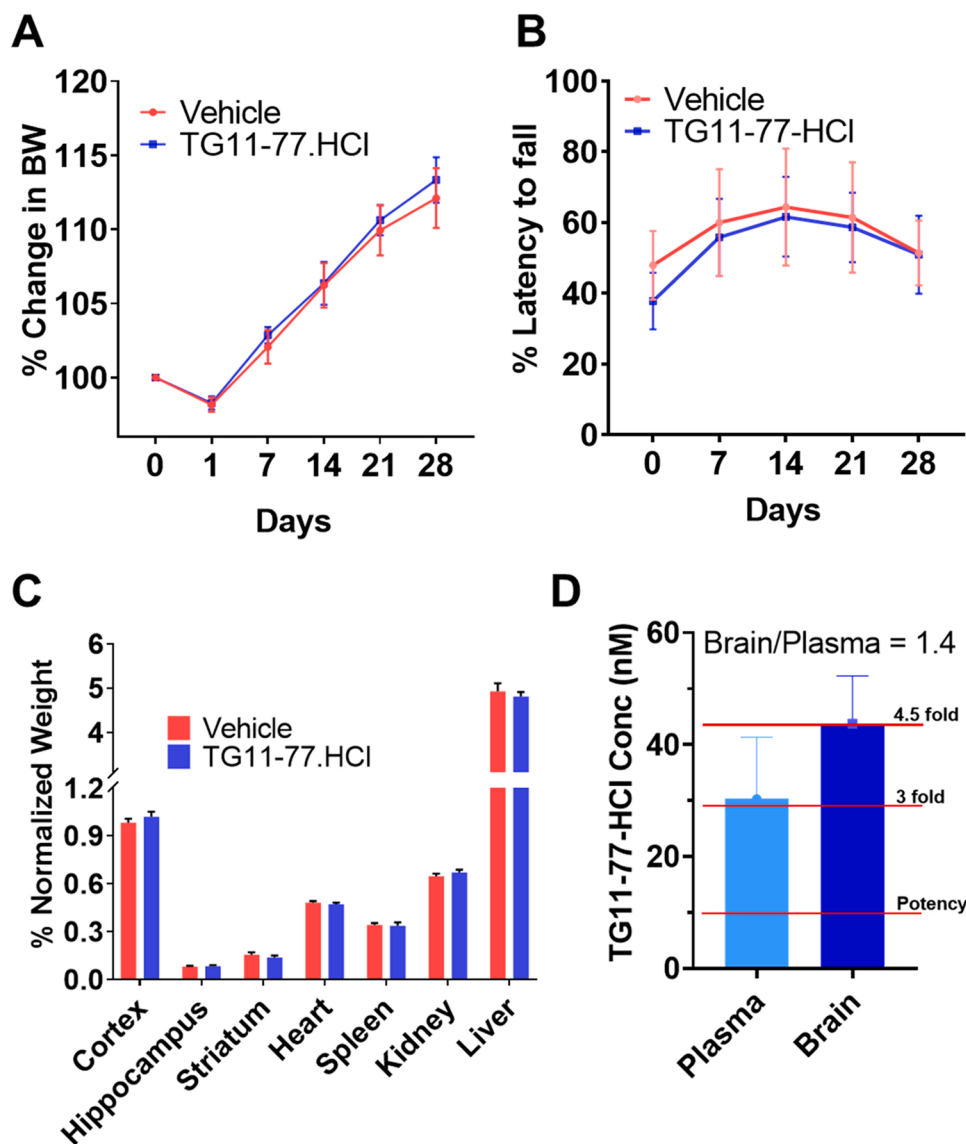 A
% Change in BW
120
115
110
105
100
Vehicle
TG11-77.HCl
0 1 7 14 21 28
Days
B
% Latency to fall
100
80
60
40
20
0
Vehicle
TG11-77-HCl
0 7 14 21 28
Days
C
% Normalized Weight
6
5
4
1.2
0.9
0.6
0.3
0.0
Vehicle
TG11-77.HCl
Cortex
Hippocampus
Striatum
Heart
Spleen
Kidney
Liver
D
TG11-77-HCl Conc (nM)
60
40
20
0
Brain/Plasma = 1.4
4.5 fold
3 fold
Potency
Plasma
Brain